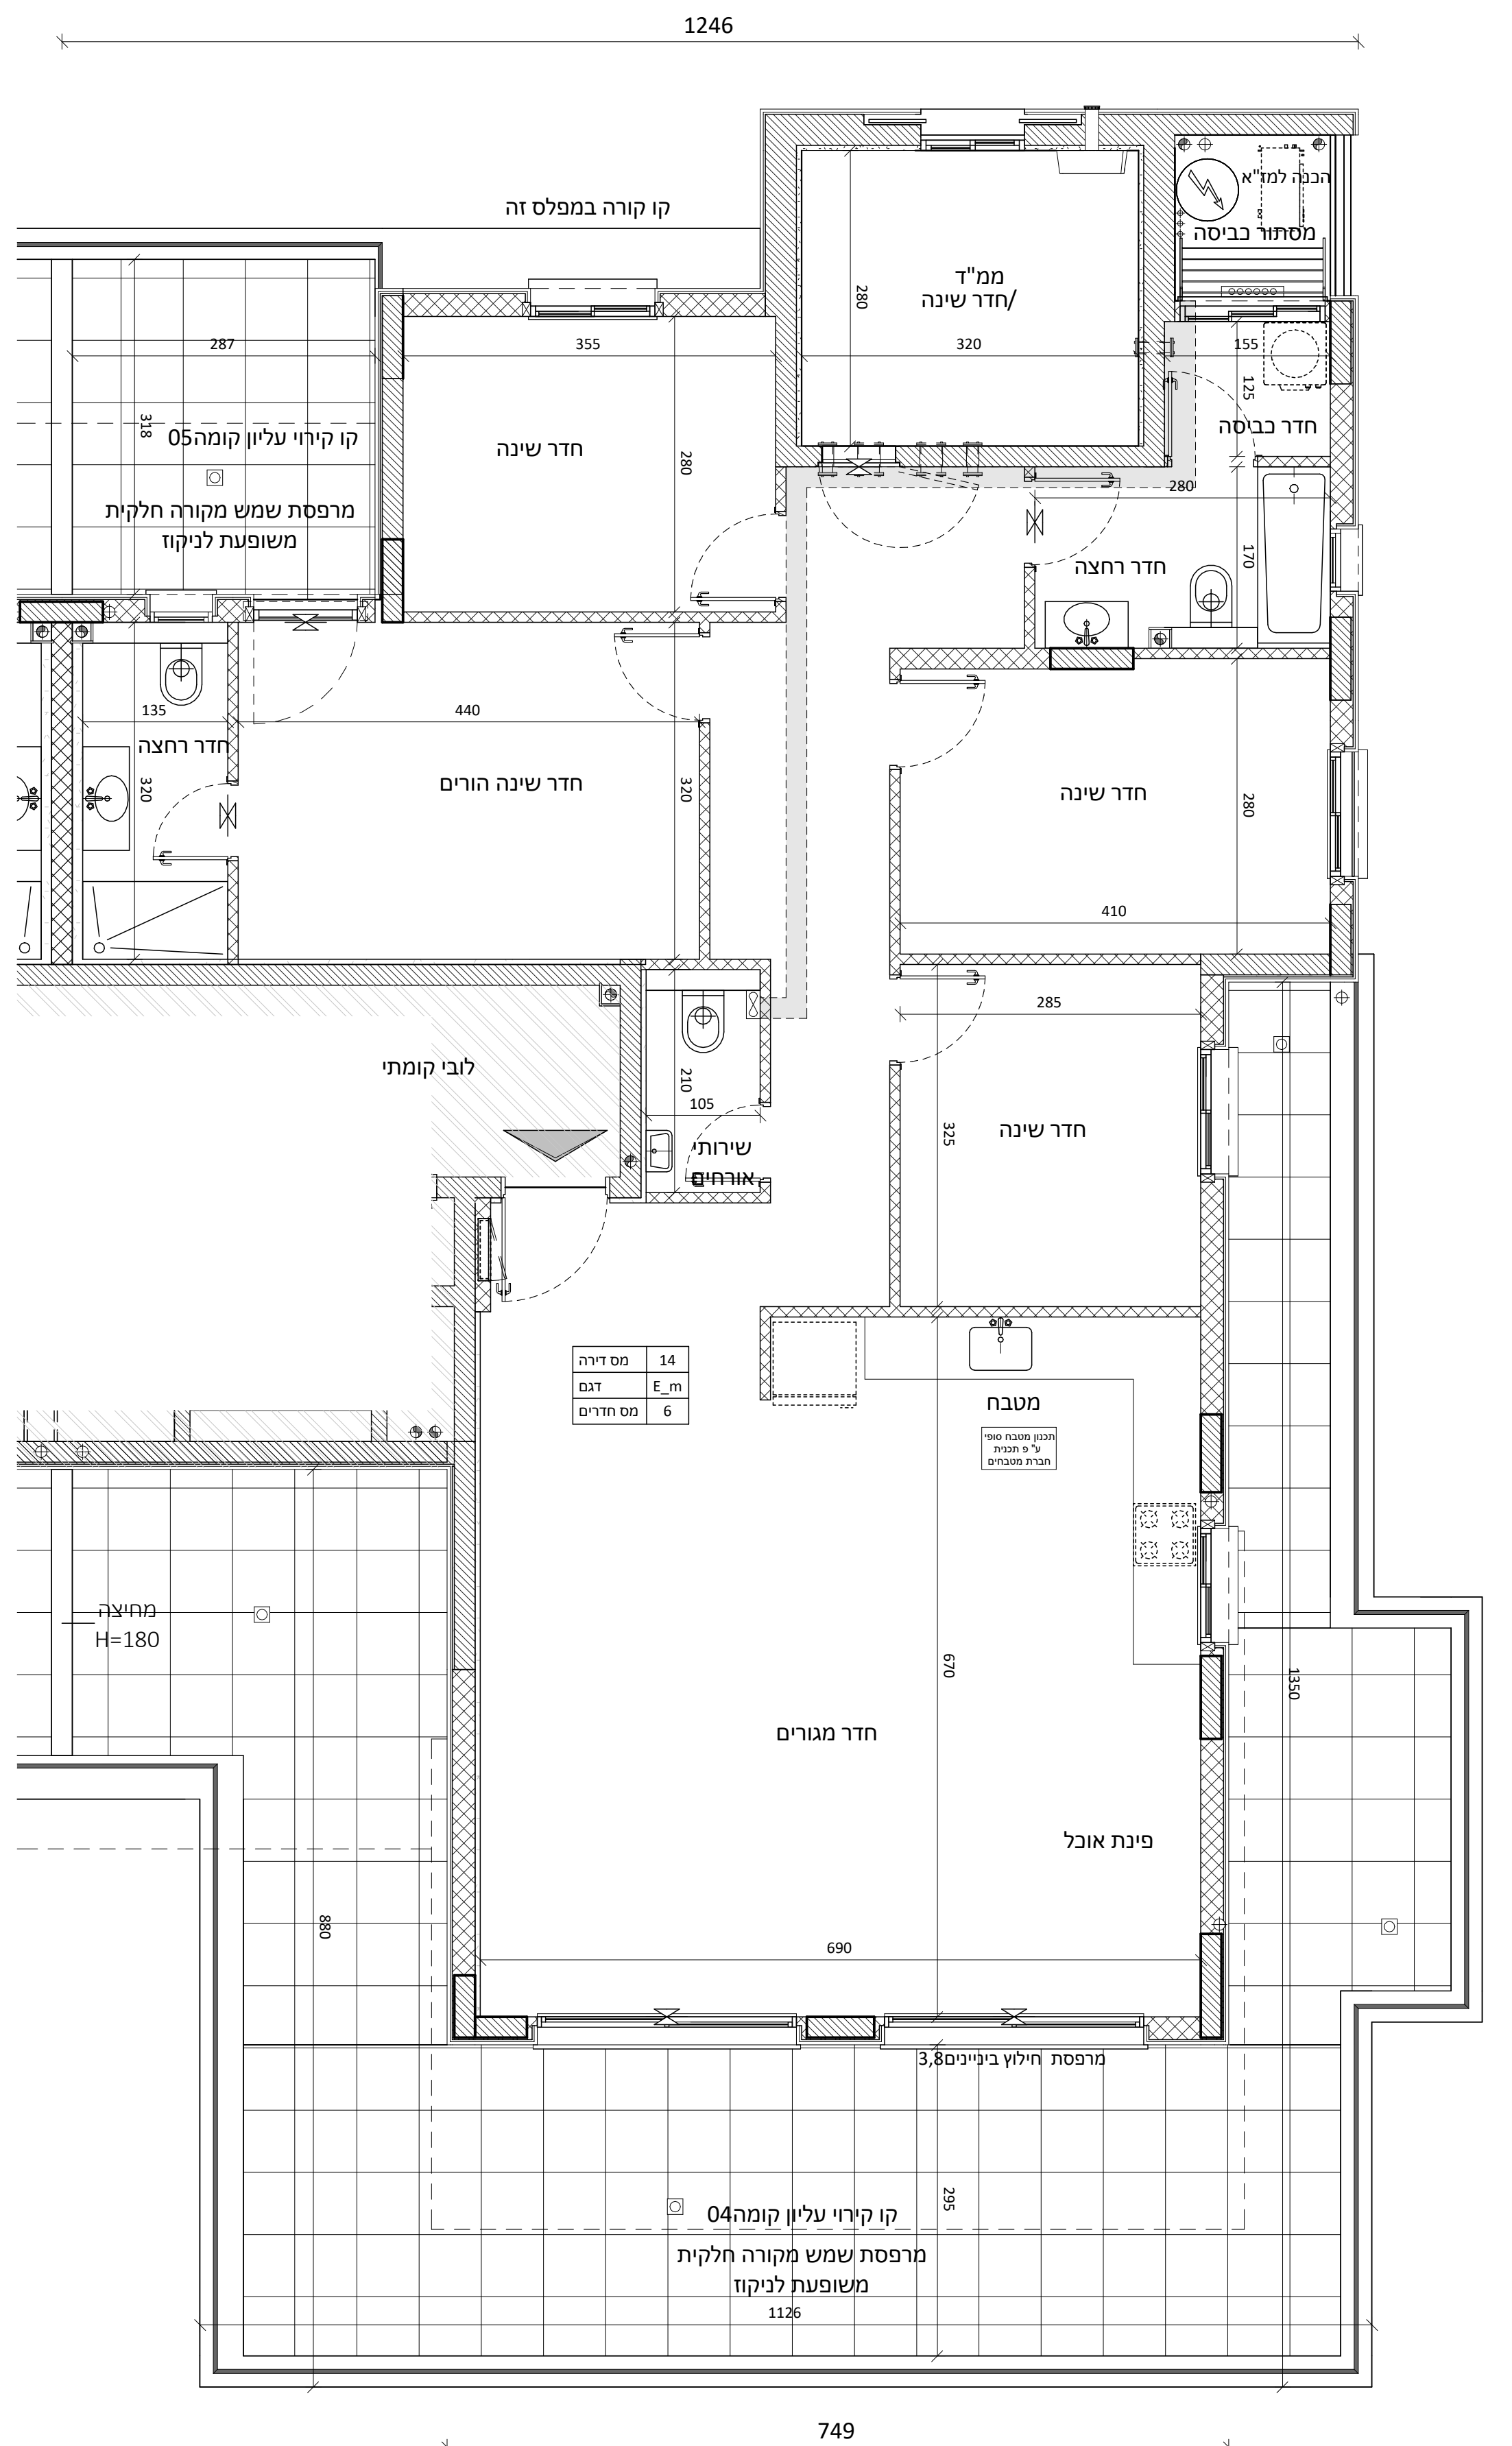 1246
קו קורה במפלס זה
הכנה למז"א
מסתור כביסה
ממ"ד
/חדר שינה
280
287
355
320
155
125
318
קו קירוי עליון קומה05
חדר שינה
280
חדר כביסה
280
מרפסת שמש מקורה חלקית
משופעת לניקוז
170
חדר רחצה
135
440
חדר רחצה
320
חדר שינה הורים
320
חדר שינה
280
410
285
לובי קומתי
210
105
שירותי
אורחים
325
חדר שינה
מס דירה 14
דגם E_m
מס חדרים 6
מטבח
תכנון מטבח סופי
ע"פ תכנית
חברת מטבחים
מחיצה
H=180
670
1350
חדר מגורים
פינת אוכל
880
690
מרפסת חילוץ ביניינים3,8
295
קו קירוי עליון קומה04
מרפסת שמש מקורה חלקית
משופעת לניקוז
1126
749